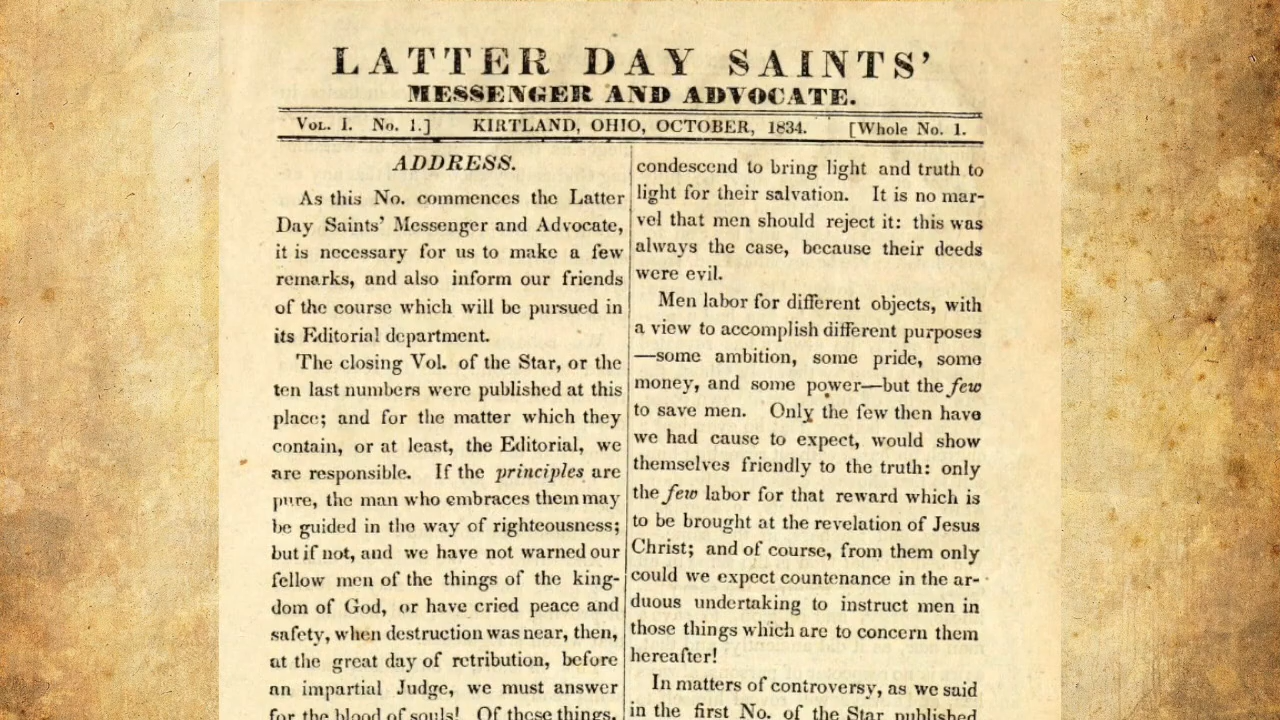 LATTER DAY SAINTS'
MESSENGER AND ADVOCATE.
VOL. I. No. 1.] KIRTLAND, OHIO, OCTOBER, 1834. [Whole No. 1.
ADDRESS.
As this No. commences the Latter
Day Saints' Messenger and Advocate,
it is necessary for us to make a few
remarks, and also inform our friends
of the course which will be pursued in
its Editorial department.
The closing Vol. of the Star, or the
ten last numbers were published at this
place; and for the matter which they
contain, or at least, the Editorial, we
are responsible. If the principles are
pure, the man who embraces them may
be guided in the way of righteousness;
but if not, and we have not warned our
fellow men of the things of the king-
dom of God, or have cried peace and
safety, when destruction was near, then,
at the great day of retribution, before
an impartial Judge, we must answer
for the blood of souls! Of these things,
condescend to bring light and truth to
light for their salvation. It is no mar-
vel that men should reject it: this was
always the case, because their deeds
were evil.
Men labor for different objects, with
a view to accomplish different purposes
—some ambition, some pride, some
money, and some power—but the few
to save men. Only the few then have
we had cause to expect, would show
themselves friendly to the truth: only
the few labor for that reward which is
to be brought at the revelation of Jesus
Christ; and of course, from them only
could we expect countenance in the ar-
duous undertaking to instruct men in
those things which are to concern them
hereafter!
In matters of controversy, as we said
in the first No. of the Star published